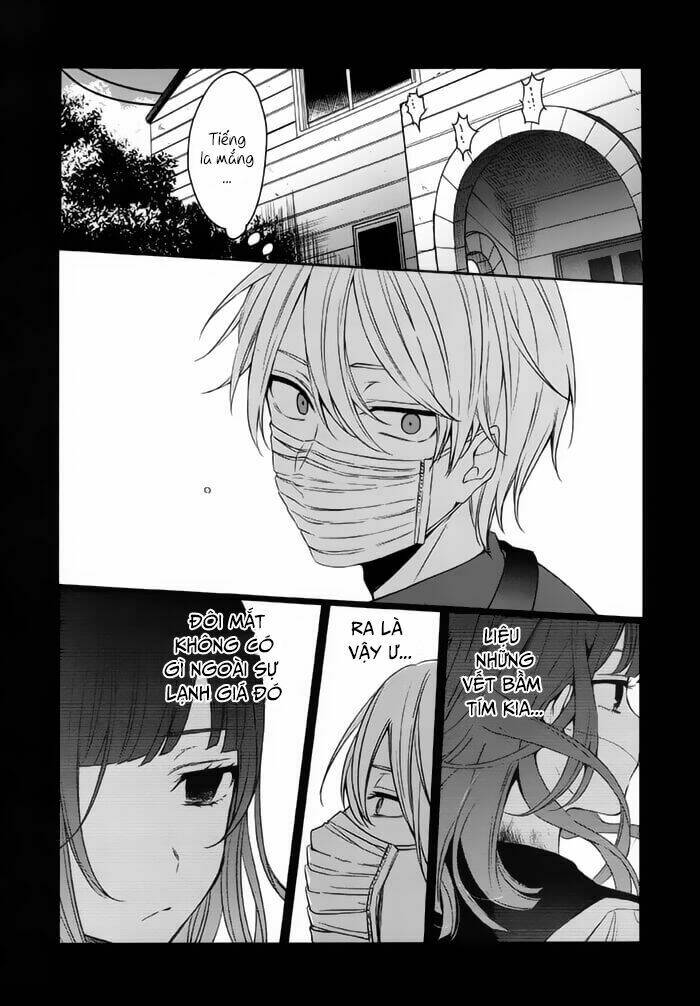 Tiếng
la mắng
...
LIỆU
NHỮNG
VẾT BẦM
TÍM KIA...
RA LÀ
VẬY Ư...
ĐÔI MẮT
KHÔNG CÓ
GÌ NGOÀI SỰ
LẠNH GIÁ ĐÓ